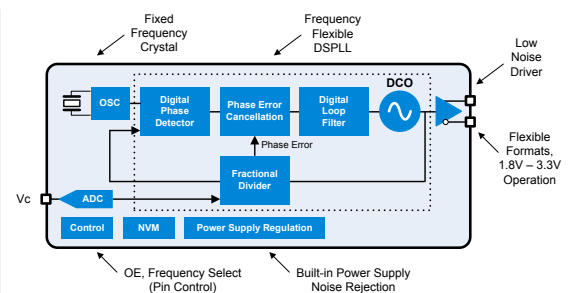 Fixed
Frequency
Crystal
Frequency
Flexible
DSPLL
Low
Noise
Driver
OSC
Digital
Phase
Detector
Phase Error
Cancellation
Digital
Loop
Filter
DCO
Phase Error
Fractional
Divider
Flexible
Formats,
1.8V – 3.3V
Operation
Vc
ADC
Control
NVM
Power Supply Regulation
OE, Frequency Select
(Pin Control)
Built-in Power Supply
Noise Rejection